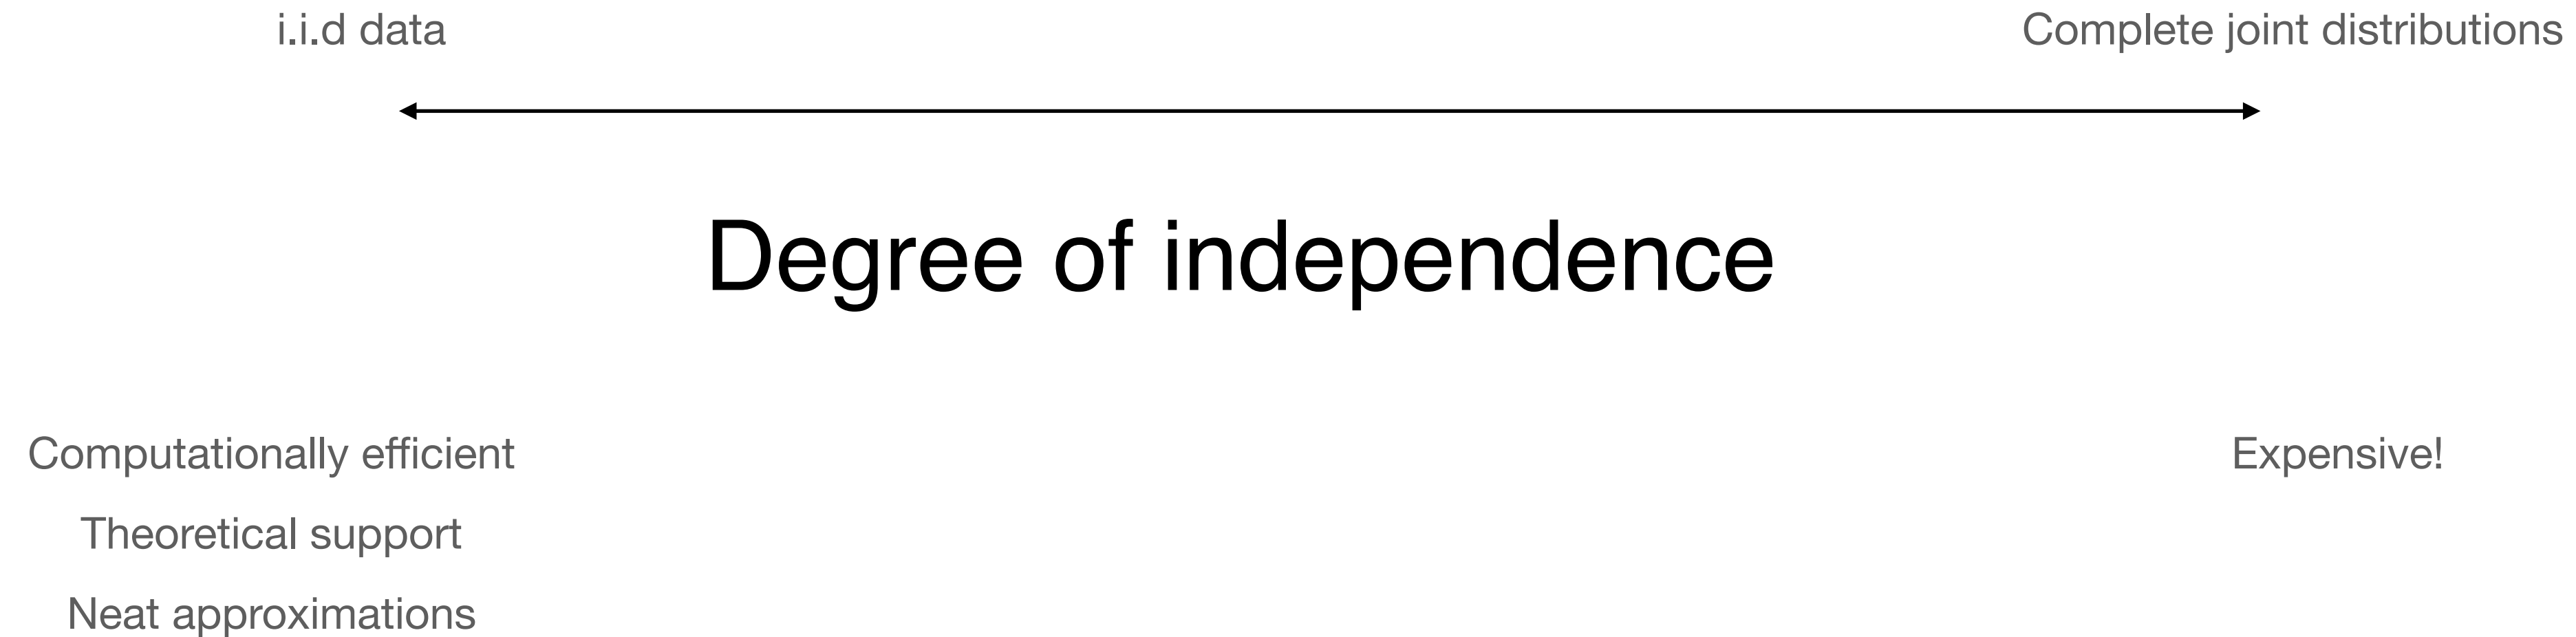 i.i.d data
Complete joint distributions
Degree of independence
Computationally efficient
Expensive!
Theoretical support
Neat approximations